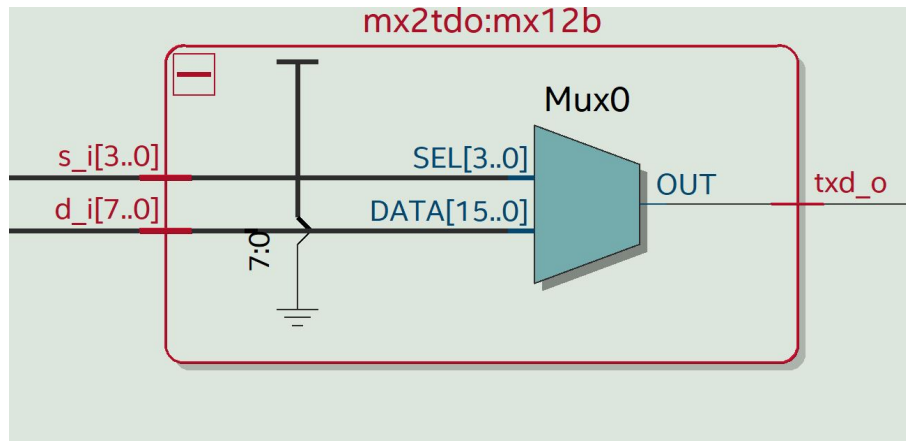 mx2tdo:mx12b
Mux0
s_i[3..0]
SEL[3..0]
OUT
txd_o
d_i[7..0]
DATA[15..0]
7:0